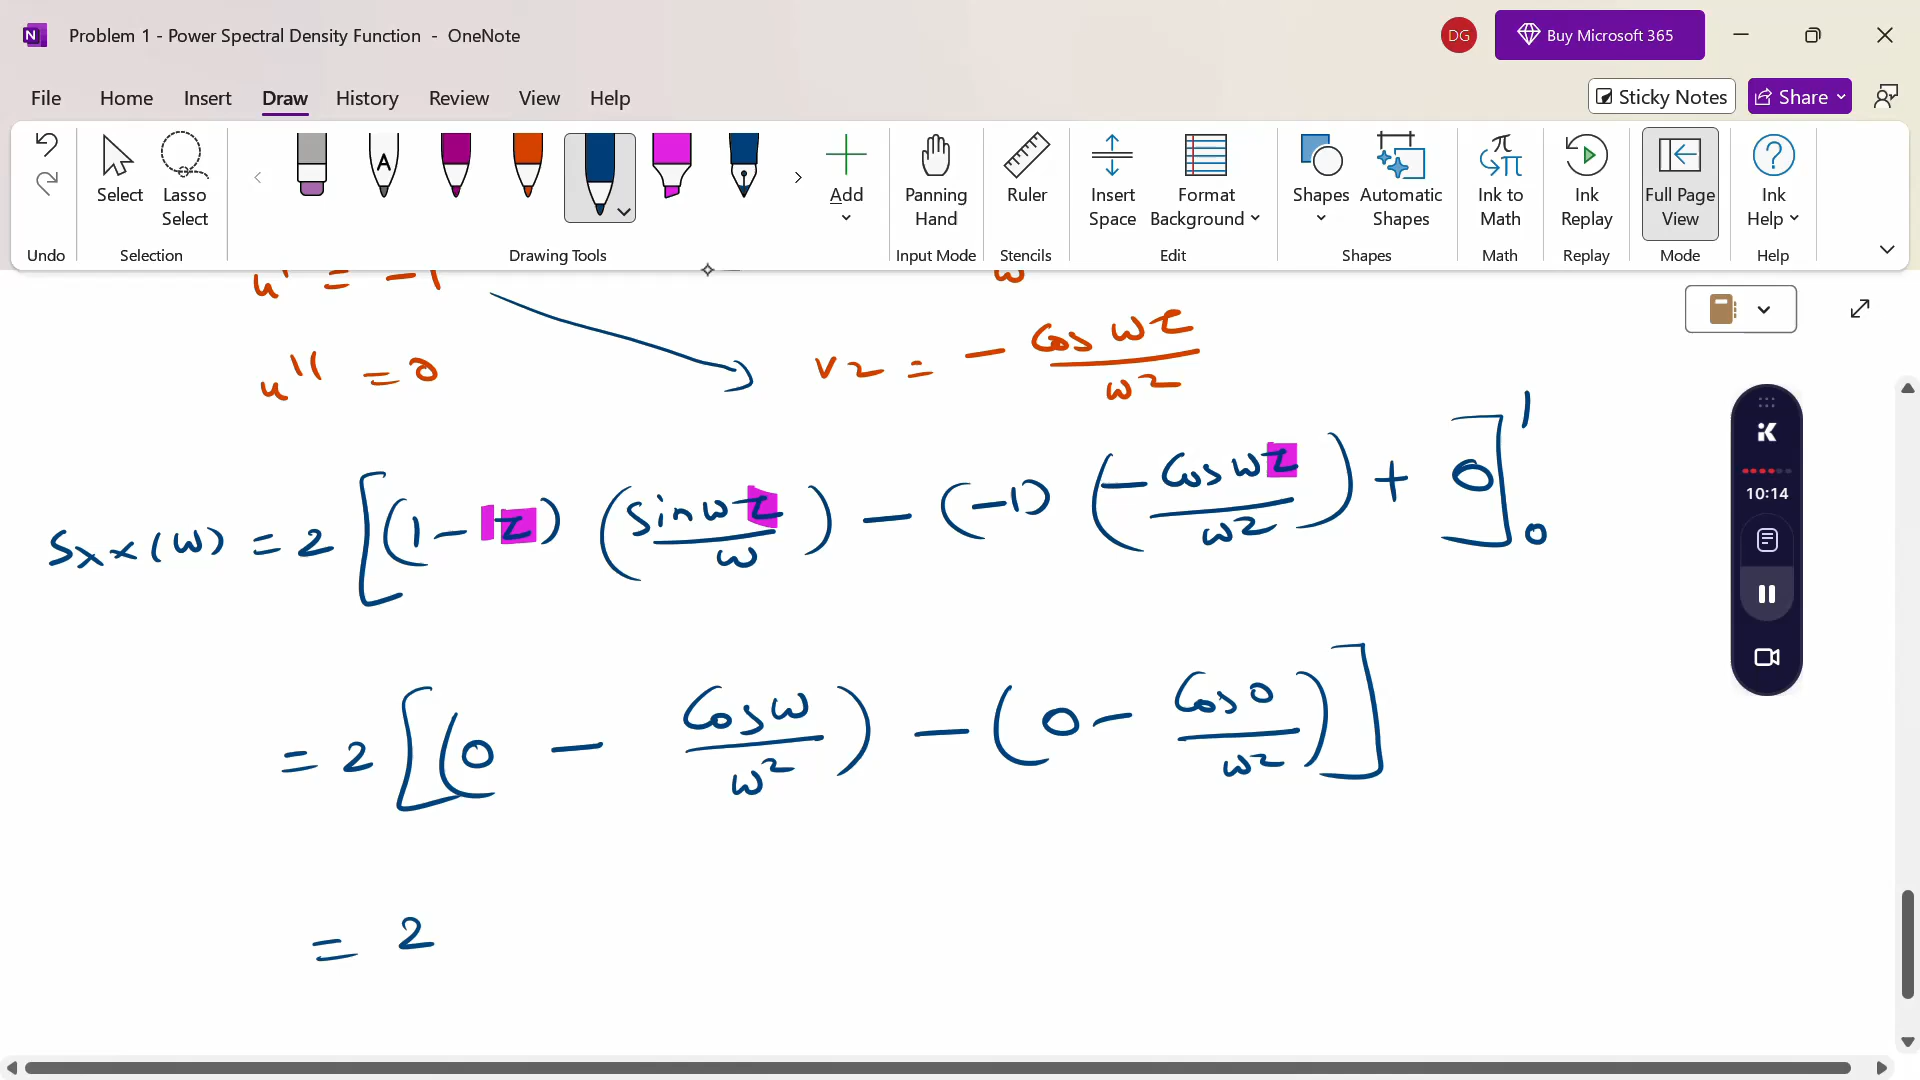 Problem 1 - Power Spectral Density Function - OneNote
DG
Buy Microsoft 365
File Home Insert Draw History Review View Help
Sticky Notes
Share
A
Select
Lasso Select
Add
Panning Hand
Ruler
Insert Space
Format Background
Shapes
Automatic Shapes
Ink to Math
Ink Replay
Full Page View
Ink Help
Undo Selection Drawing Tools Input Mode Stencils Edit Shapes Math Replay Mode Help
u' = -1
ω
u'' = 0
v2 = - cos ωτ / ω²
Sxx(ω) = 2 [(1 - τ) (sin ωτ / ω) - (-1) (- cos ωτ / ω²) + 0]₀¹
= 2 [(0 - cos ω / ω²) - (0 - cos 0 / ω²)]
= 2
10:14